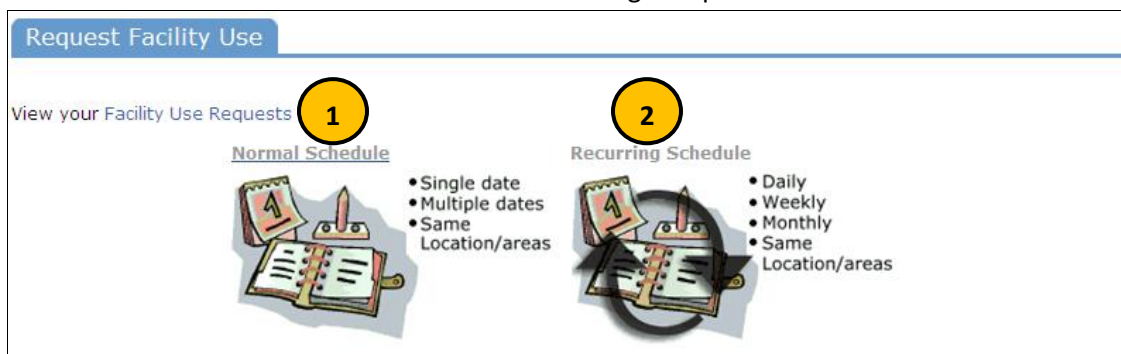 Request Facility Use
View your Facility Use Requests
1
2
Normal Schedule
• Single date
• Multiple dates
• Same
Location/areas
Recurring Schedule
• Daily
• Weekly
• Monthly
• Same
Location/areas